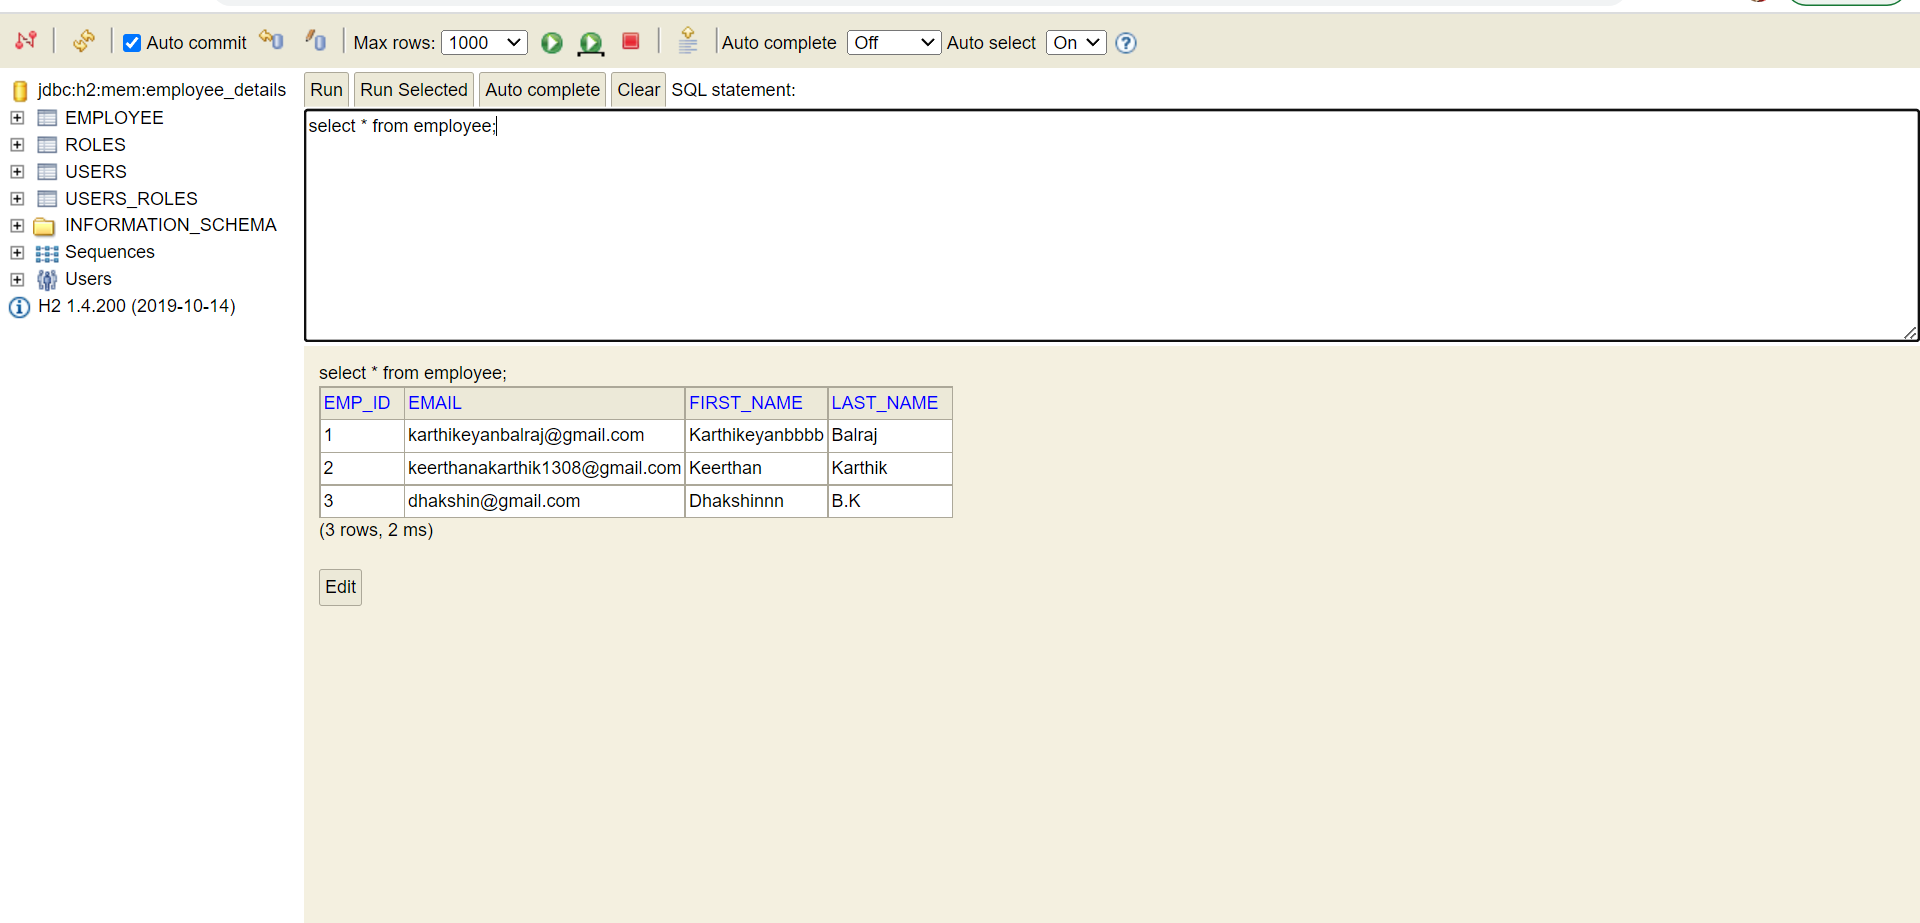 Auto commit Max rows: 1000 Auto complete Off Auto select On ?
jdbc:h2:mem:employee_details
EMPLOYEE
ROLES
USERS
USERS_ROLES
INFORMATION_SCHEMA
Sequences
Users
H2 1.4.200 (2019-10-14)
Run Run Selected Auto complete Clear SQL statement:
select * from employee;
select * from employee;
EMP_ID EMAIL FIRST_NAME LAST_NAME
1 karthikeyanbalraj@gmail.com Karthikeyanbbbb Balraj
2 keerthanakarthik1308@gmail.com Keerthan Karthik
3 dhakshin@gmail.com Dhakshinnn B.K
(3 rows, 2 ms)
Edit